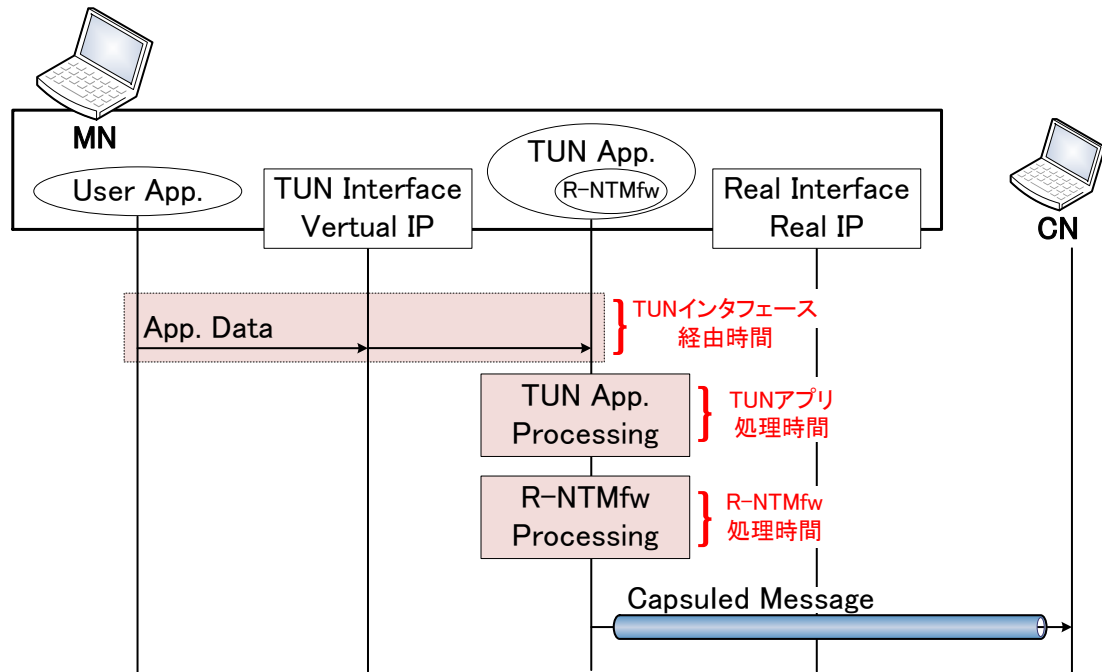 MN
User App.
TUN Interface
Vertual IP
TUN App.
R-NTMfw
Real Interface
Real IP
CN
App. Data
TUNインタフェース
経由時間
TUN App.
Processing
TUNアプリ
処理時間
R-NTMfw
Processing
R-NTMfw
処理時間
Capsuled Message